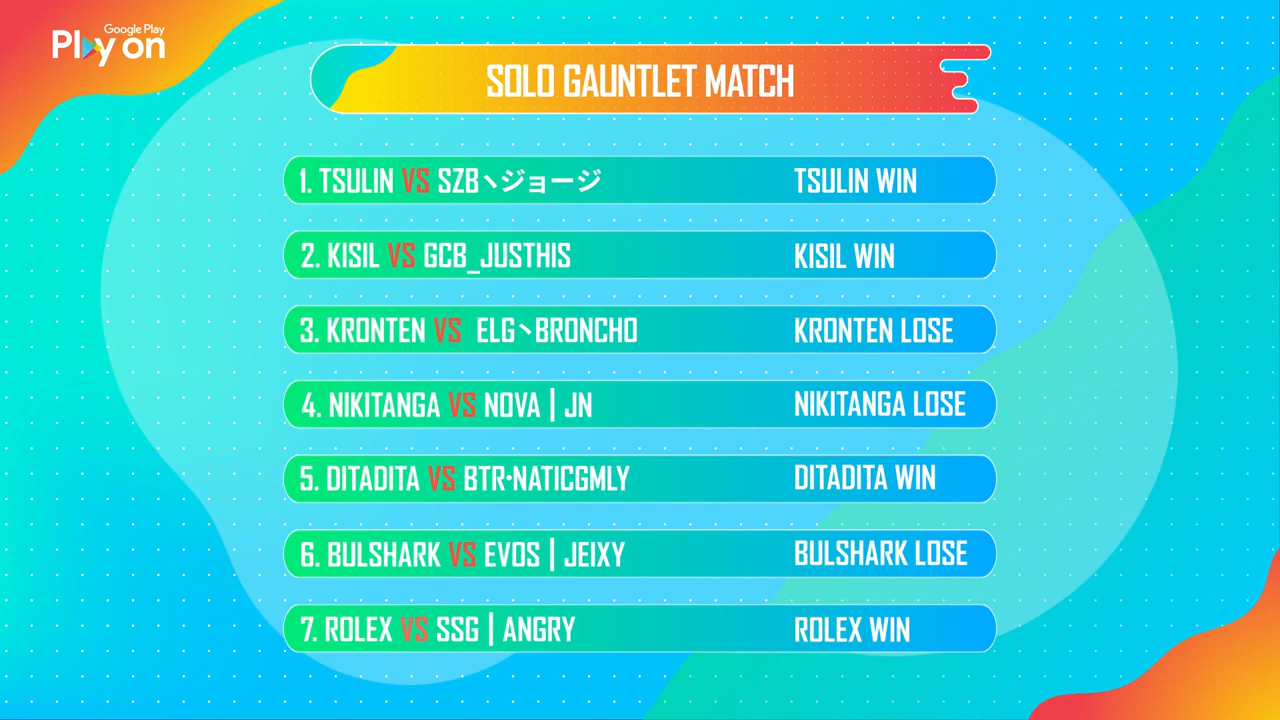 Google Play
Play on
SOLO GAUNTLET MATCH
1. TSULIN VS SZB丶ジョージ TSULIN WIN
2. KISIL VS GCB_JUSTHIS KISIL WIN
3. KRONTEN VS ELG丶BRONCHO KRONTEN LOSE
4. NIKITANGA VS NOVA | JN NIKITANGA LOSE
5. DITADITA VS BTR·NATICGMLY DITADITA WIN
6. BULSHARK VS EVOS | JEIXY BULSHARK LOSE
7. ROLEX VS SSG | ANGRY ROLEX WIN